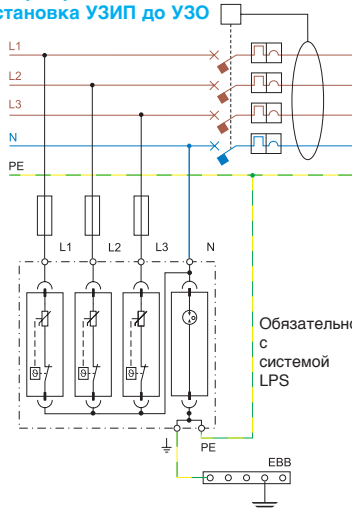 становка УЗИП до УЗО
L1
L2
L3
N
PE
L1 L2 L3 N
Обязательно
с
системой
LPS
PE
EBB